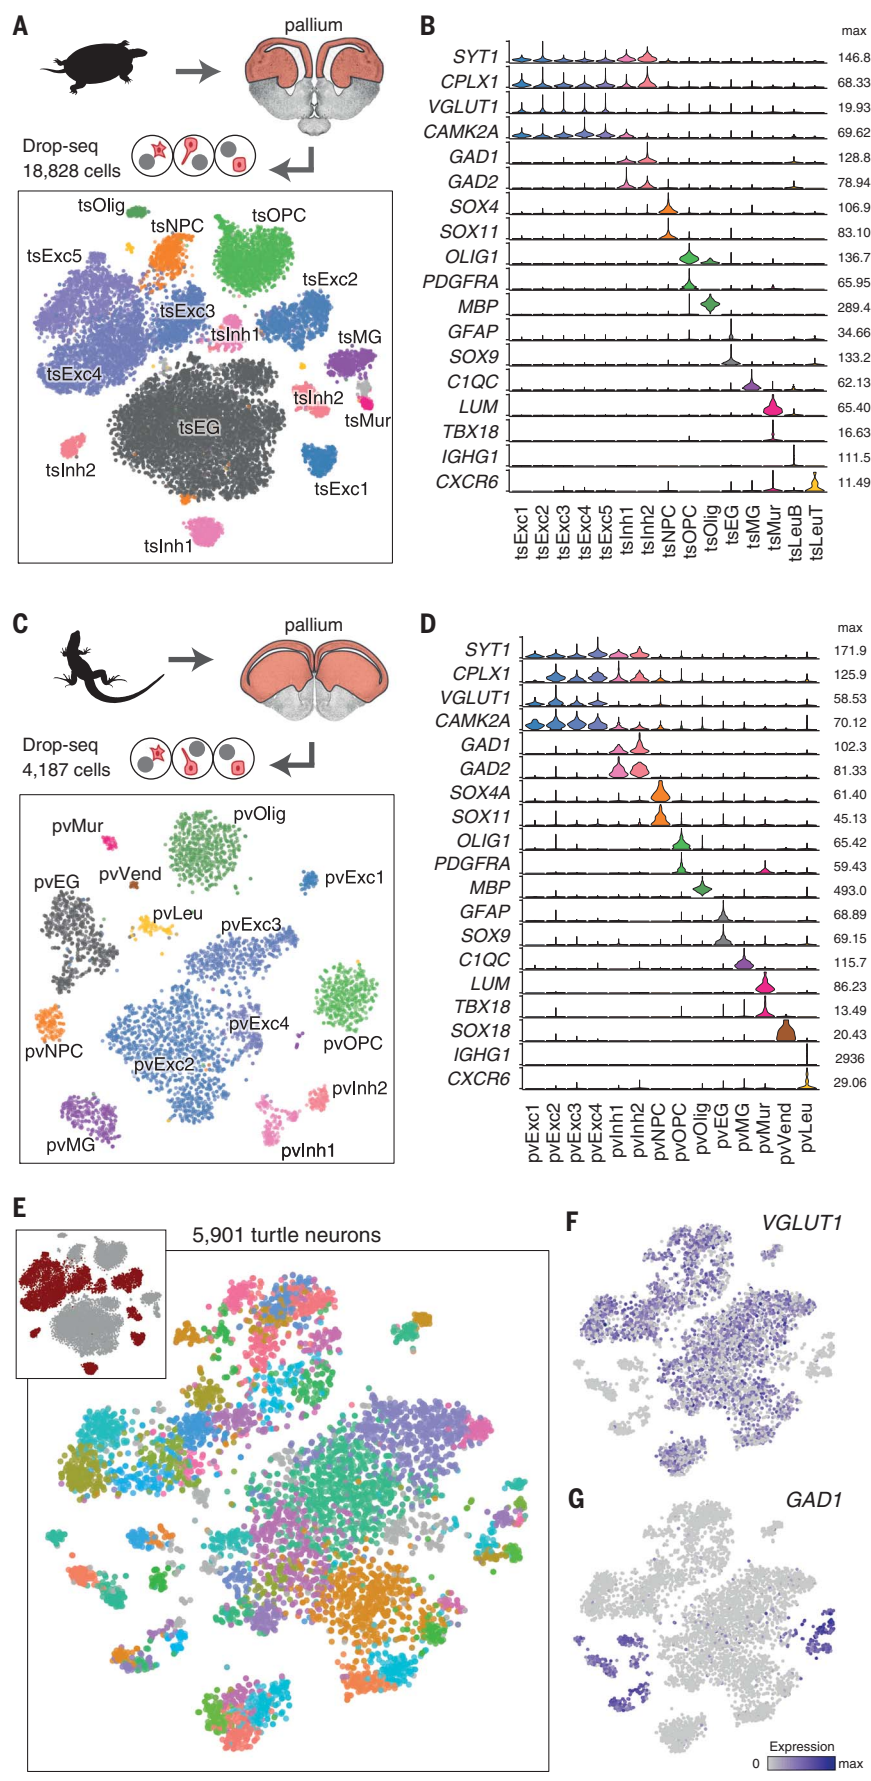 A
pallium
Drop-seq
18,828 cells
tsOlig
tsNPC
tsOPC
tsExc5
tsExc2
tsExc3
tsInh1
tsMG
tsExc4
tsInh2
tsMur
tsEG
tsInh2
tsExc1
tsInh1
B
max
SYT1 146.8
CPLX1 68.33
VGLUT1 19.93
CAMK2A 69.62
GAD1 128.8
GAD2 78.94
SOX4 106.9
SOX11 83.10
OLIG1 136.7
PDGFRA 65.95
MBP 289.4
GFAP 34.66
SOX9 133.2
C1QC 62.13
LUM 65.40
TBX18 16.63
IGHG1 111.5
CXCR6 11.49
tsExc1
tsExc2
tsExc3
tsExc4
tsExc5
tsInh1
tsInh2
tsNPC
tsOPC
tsOlig
tsEG
tsMG
tsMur
tsLeuB
tsLeuT
C
pallium
Drop-seq
4,187 cells
pvMur
pvOlig
pvVend
pvEG
pvExc1
pvLeu
pvExc3
pvExc4
pvNPC
pvOPC
pvExc2
pvInh2
pvMG
pvInh1
D
max
SYT1 171.9
CPLX1 125.9
VGLUT1 58.53
CAMK2A 70.12
GAD1 102.3
GAD2 81.33
SOX4A 61.40
SOX11 45.13
OLIG1 65.42
PDGFRA 59.43
MBP 493.0
GFAP 68.89
SOX9 69.15
C1QC 115.7
LUM 86.23
TBX18 13.49
SOX18 20.43
IGHG1 2936
CXCR6 29.06
pvExc1
pvExc2
pvExc3
pvExc4
pvInh1
pvInh2
pvNPC
pvOPC
pvOlig
pvEG
pvMG
pvMur
pvVend
pvLeu
E
5,901 turtle neurons
F
VGLUT1
G
GAD1
Expression
0 max